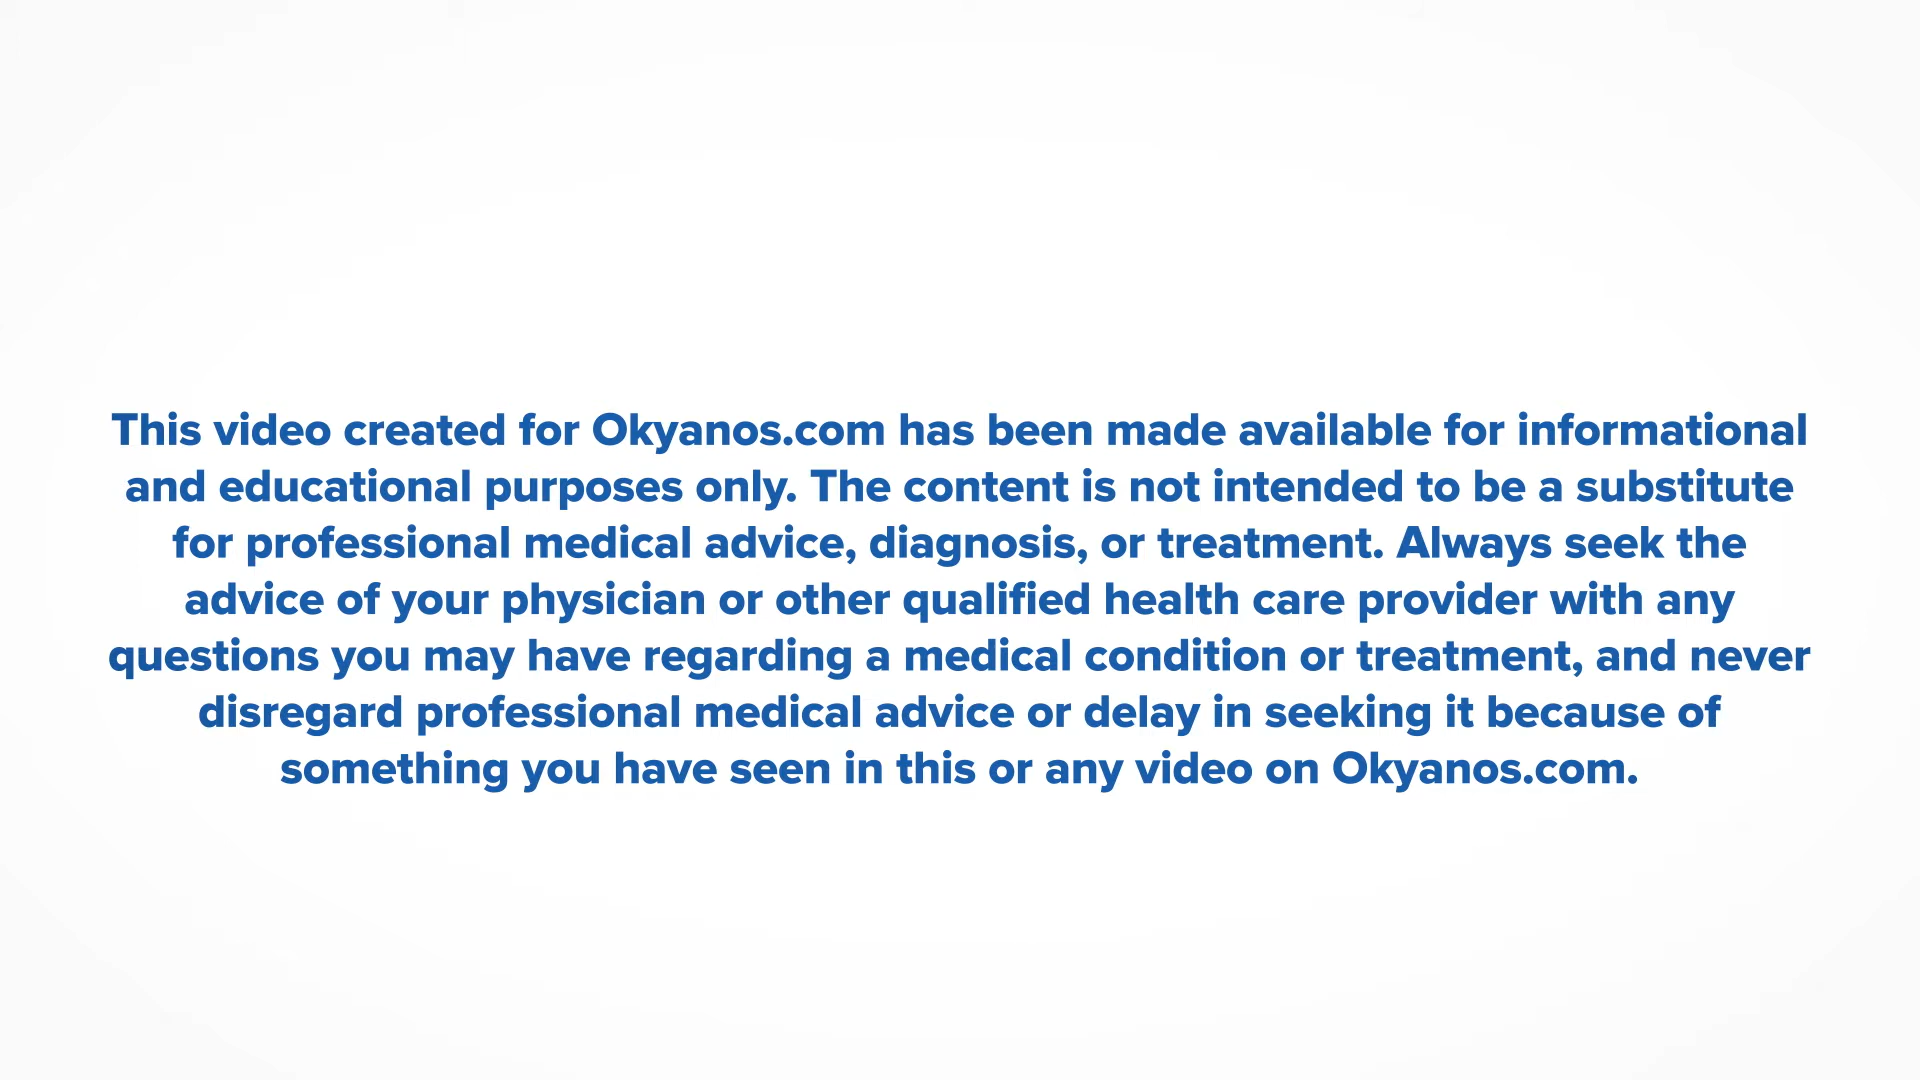 This video created for Okyanos.com has been made available for informational
and educational purposes only. The content is not intended to be a substitute
for professional medical advice, diagnosis, or treatment. Always seek the
advice of your physician or other qualified health care provider with any
questions you may have regarding a medical condition or treatment, and never
disregard professional medical advice or delay in seeking it because of
something you have seen in this or any video on Okyanos.com.